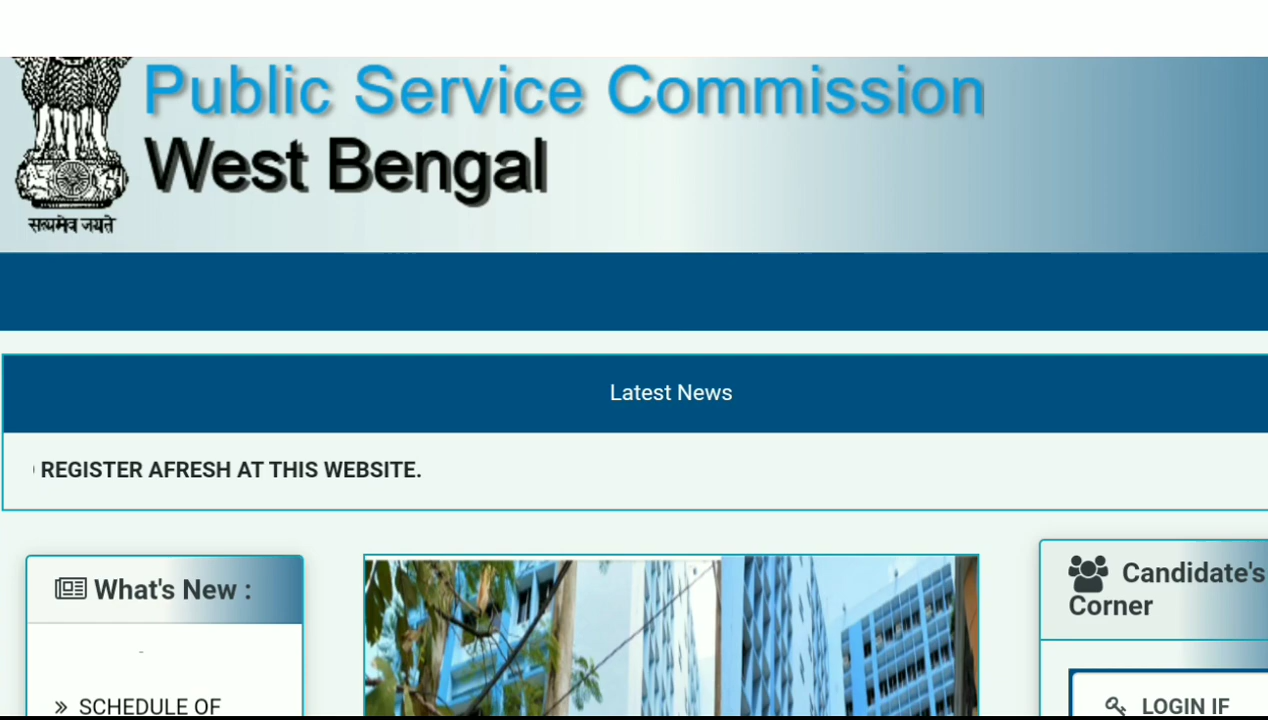 Public Service Commission
West Bengal
सत्यमेव जयते
Latest News
REGISTER AFRESH AT THIS WEBSITE.
What's New :
SCHEDULE OF
Candidate's
Corner
LOGIN IF